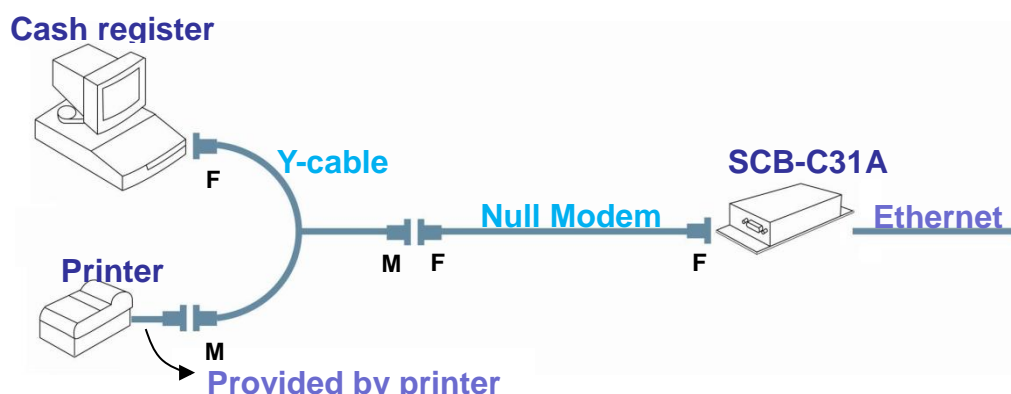 Cash register
F
Y-cable
SCB-C31A
Null Modem
Ethernet
M
F
F
Printer
M
Provided by printer